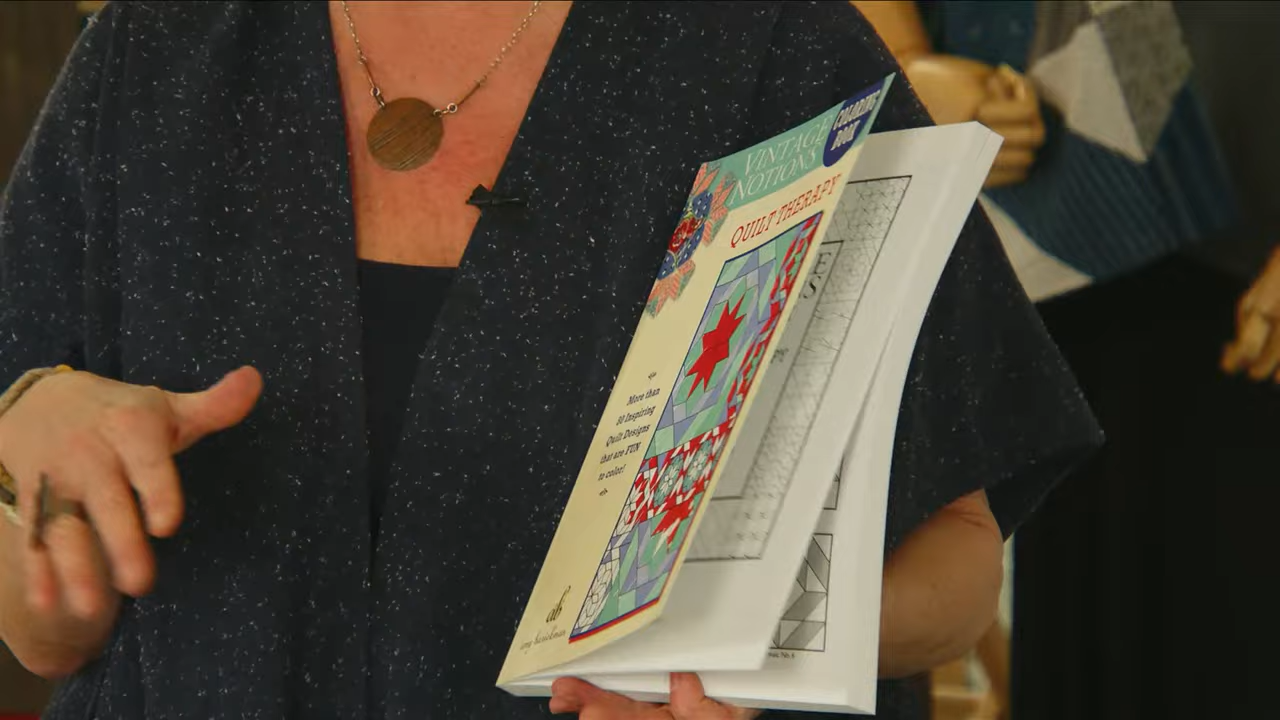 COLORING
BOOK
VINTAGE
NOTIONS
QUILT THERAPY
More than
80 Inspiring
Quilt Designs
that are FUN
to color!
ab
amy barickman
E
S